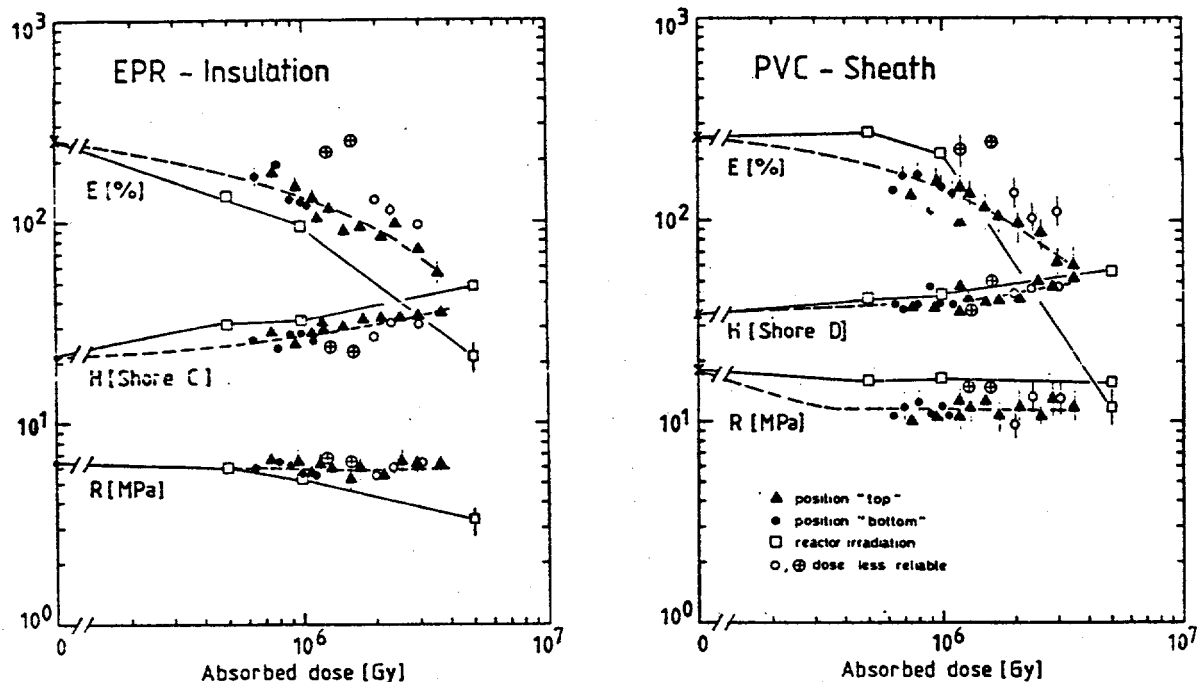 10³
EPR - Insulation
E [%]
10²
H [Shore C]
10¹
R [MPa]
10⁰
0
10⁶
10⁷
Absorbed dose [Gy]
10³
PVC - Sheath
E [%]
10²
H [Shore D]
10¹
R [MPa]
▲ position "top"
● position "bottom"
□ reactor irradiation
○,⊕ dose less reliable
10⁰
0
10⁶
10⁷
Absorbed dose [Gy]